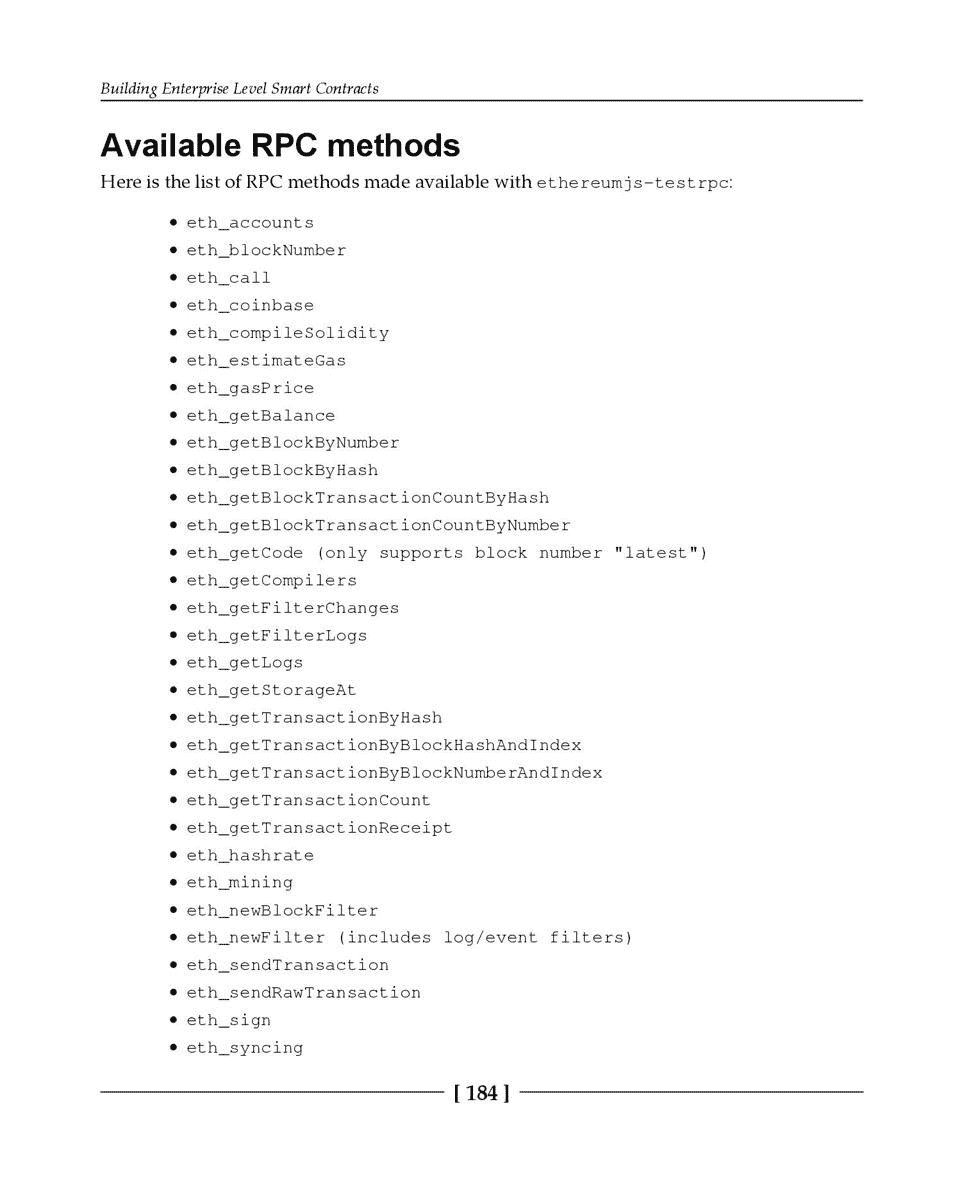 Building Enterprise Level Smart Contracts
Available RPC methods
Here is the list of RPC methods made available with ethereumjs-testrpc:
• eth_accounts
• eth_blockNumber
• eth_call
• eth_coinbase
• eth_compileSolidity
• eth_estimateGas
• eth_gasPrice
• eth_getBalance
• eth_getBlockByNumber
• eth_getBlockByHash
• eth_getBlockTransactionCountByHash
• eth_getBlockTransactionCountByNumber
• eth_getCode (only supports block number "latest")
• eth_getCompilers
• eth_getFilterChanges
• eth_getFilterLogs
• eth_getLogs
• eth_getStorageAt
• eth_getTransactionByHash
• eth_getTransactionByBlockHashAndIndex
• eth_getTransactionByBlockNumberAndIndex
• eth_getTransactionCount
• eth_getTransactionReceipt
• eth_hashrate
• eth_mining
• eth_newBlockFilter
• eth_newFilter (includes log/event filters)
• eth_sendTransaction
• eth_sendRawTransaction
• eth_sign
• eth_syncing
[ 184 ]